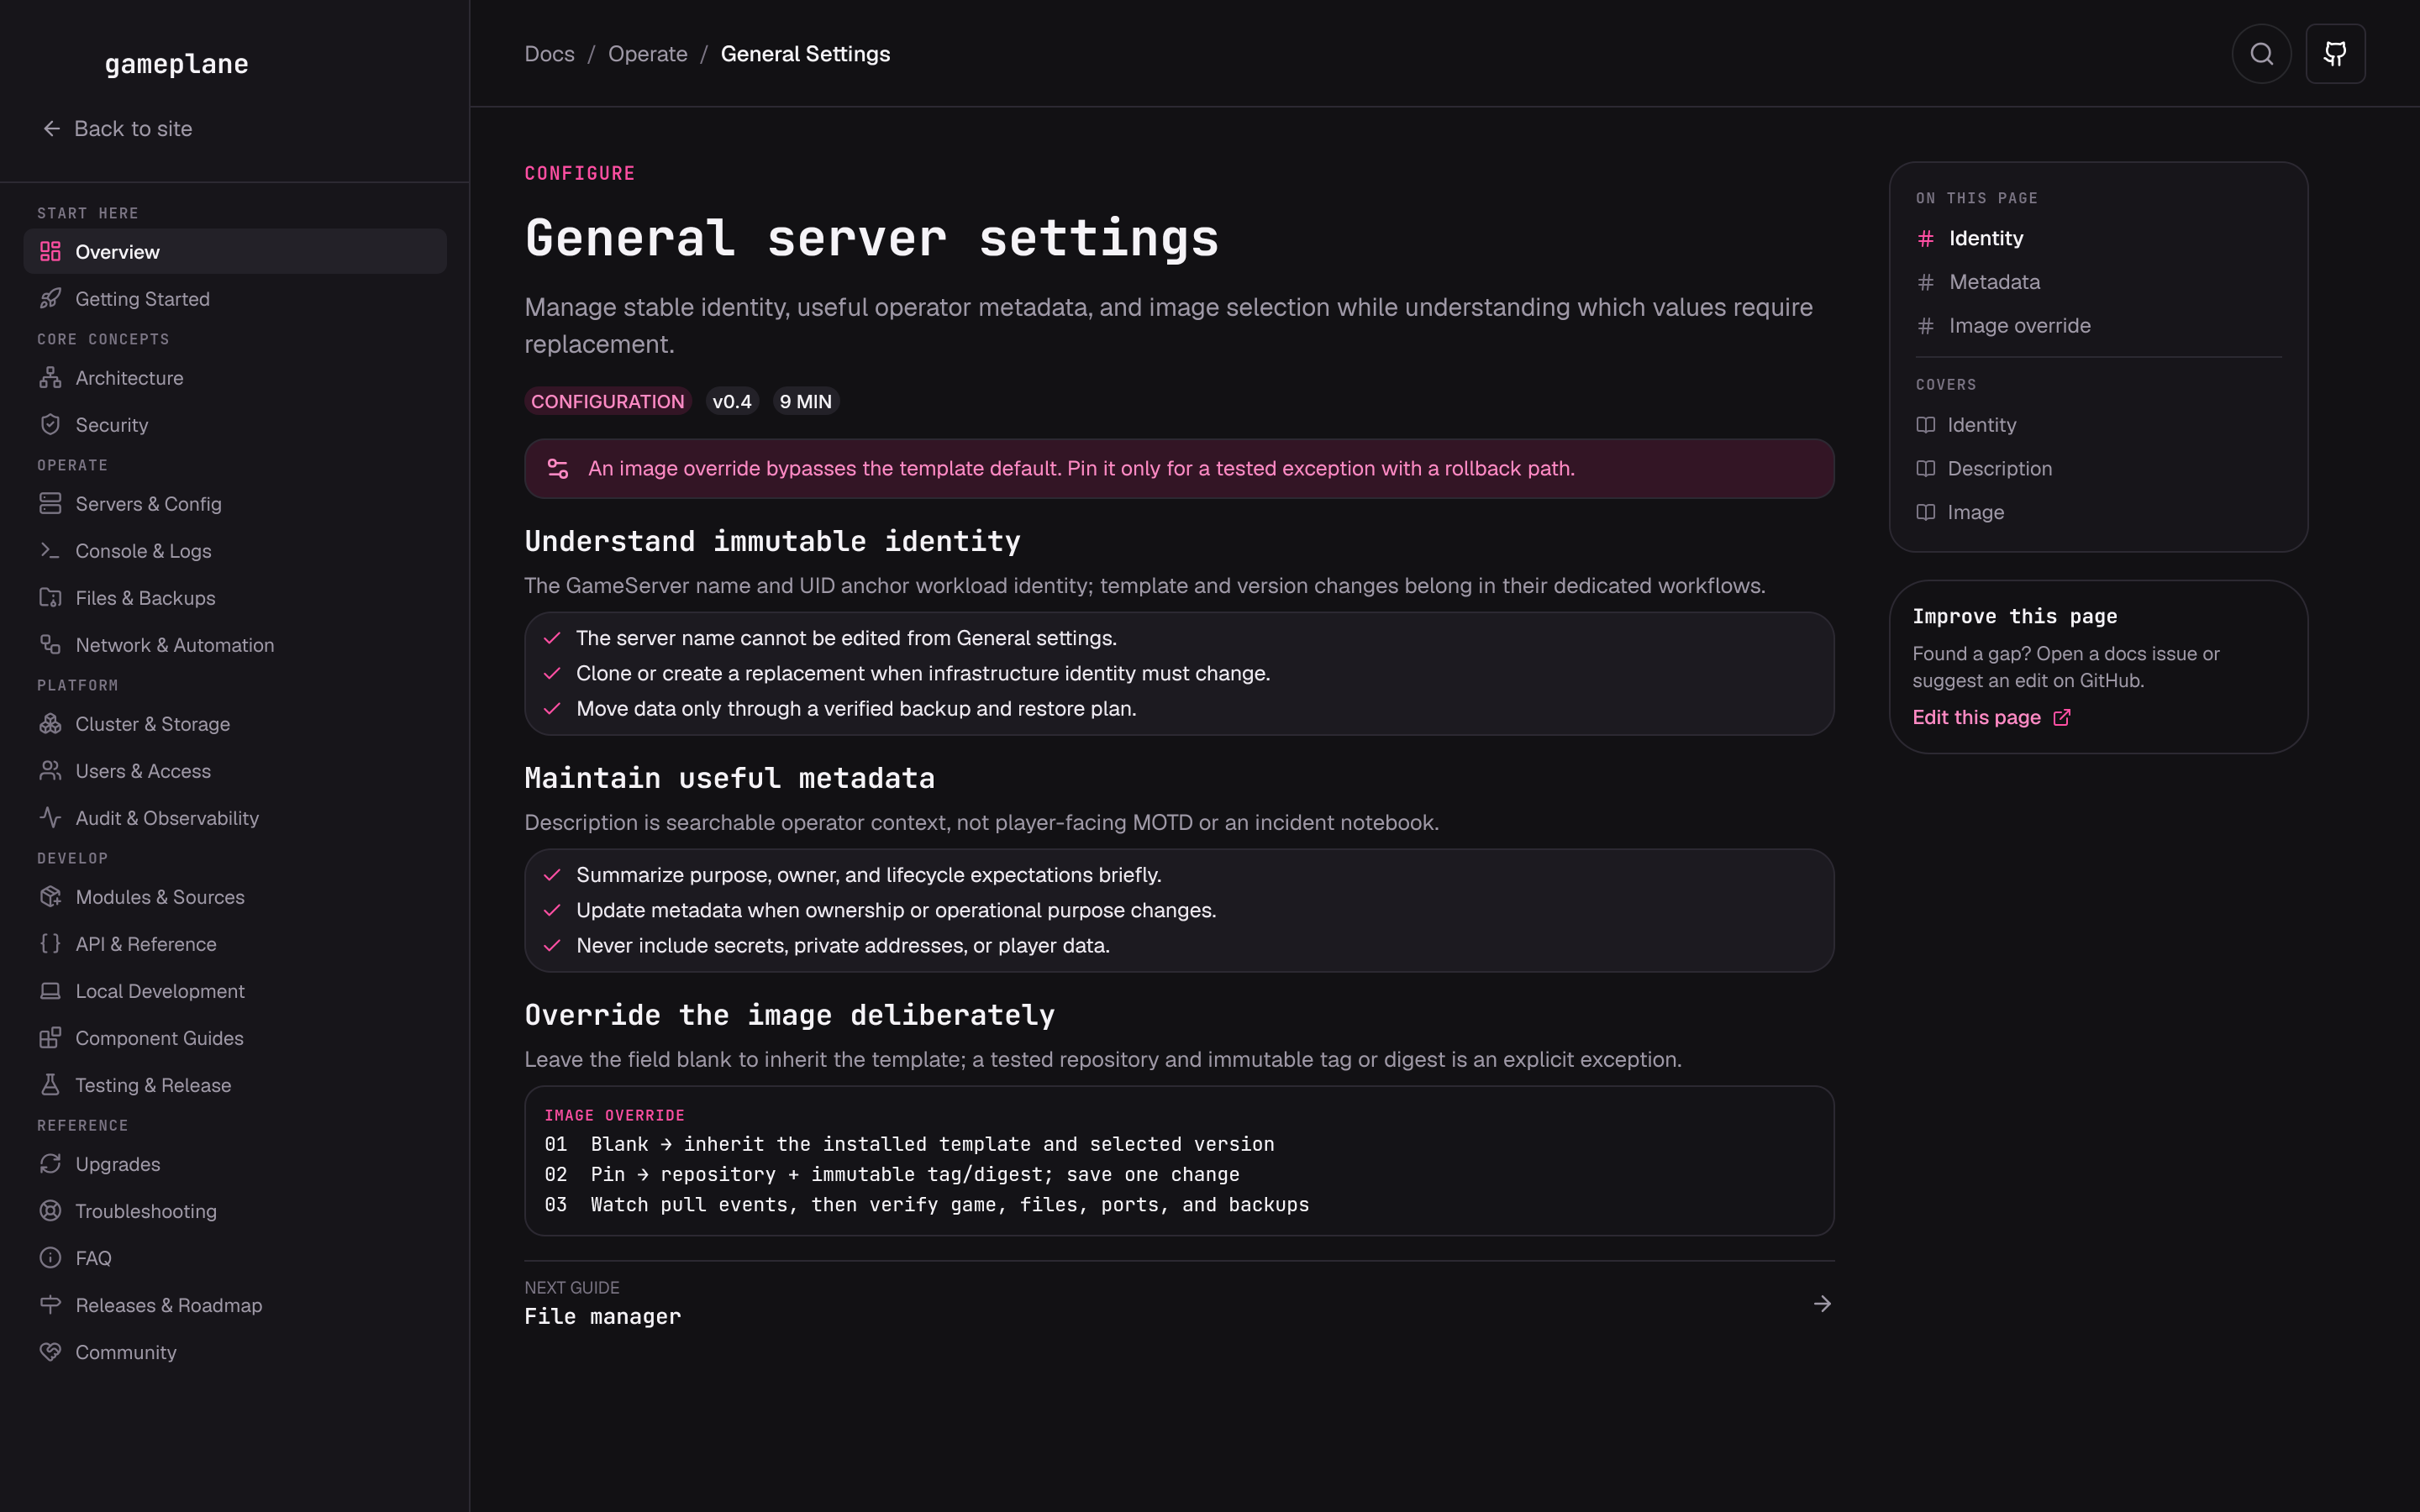 gameplane
Back to site
START HERE
Overview
Getting Started
CORE CONCEPTS
Architecture
Security
OPERATE
Servers & Config
Console & Logs
Files & Backups
Network & Automation
PLATFORM
Cluster & Storage
Users & Access
Audit & Observability
DEVELOP
Modules & Sources
API & Reference
Local Development
Component Guides
Testing & Release
REFERENCE
Upgrades
Troubleshooting
FAQ
Releases & Roadmap
Community
Docs / Operate / General Settings
CONFIGURE
General server settings
Manage stable identity, useful operator metadata, and image selection while understanding which values require
replacement.
CONFIGURATION v0.4 9 MIN
An image override bypasses the template default. Pin it only for a tested exception with a rollback path.
Understand immutable identity
The GameServer name and UID anchor workload identity; template and version changes belong in their dedicated workflows.
The server name cannot be edited from General settings.
Clone or create a replacement when infrastructure identity must change.
Move data only through a verified backup and restore plan.
Maintain useful metadata
Description is searchable operator context, not player-facing MOTD or an incident notebook.
Summarize purpose, owner, and lifecycle expectations briefly.
Update metadata when ownership or operational purpose changes.
Never include secrets, private addresses, or player data.
Override the image deliberately
Leave the field blank to inherit the template; a tested repository and immutable tag or digest is an explicit exception.
IMAGE OVERRIDE
01 Blank → inherit the installed template and selected version
02 Pin → repository + immutable tag/digest; save one change
03 Watch pull events, then verify game, files, ports, and backups
NEXT GUIDE
File manager
ON THIS PAGE
# Identity
# Metadata
# Image override
COVERS
Identity
Description
Image
Improve this page
Found a gap? Open a docs issue or
suggest an edit on GitHub.
Edit this page